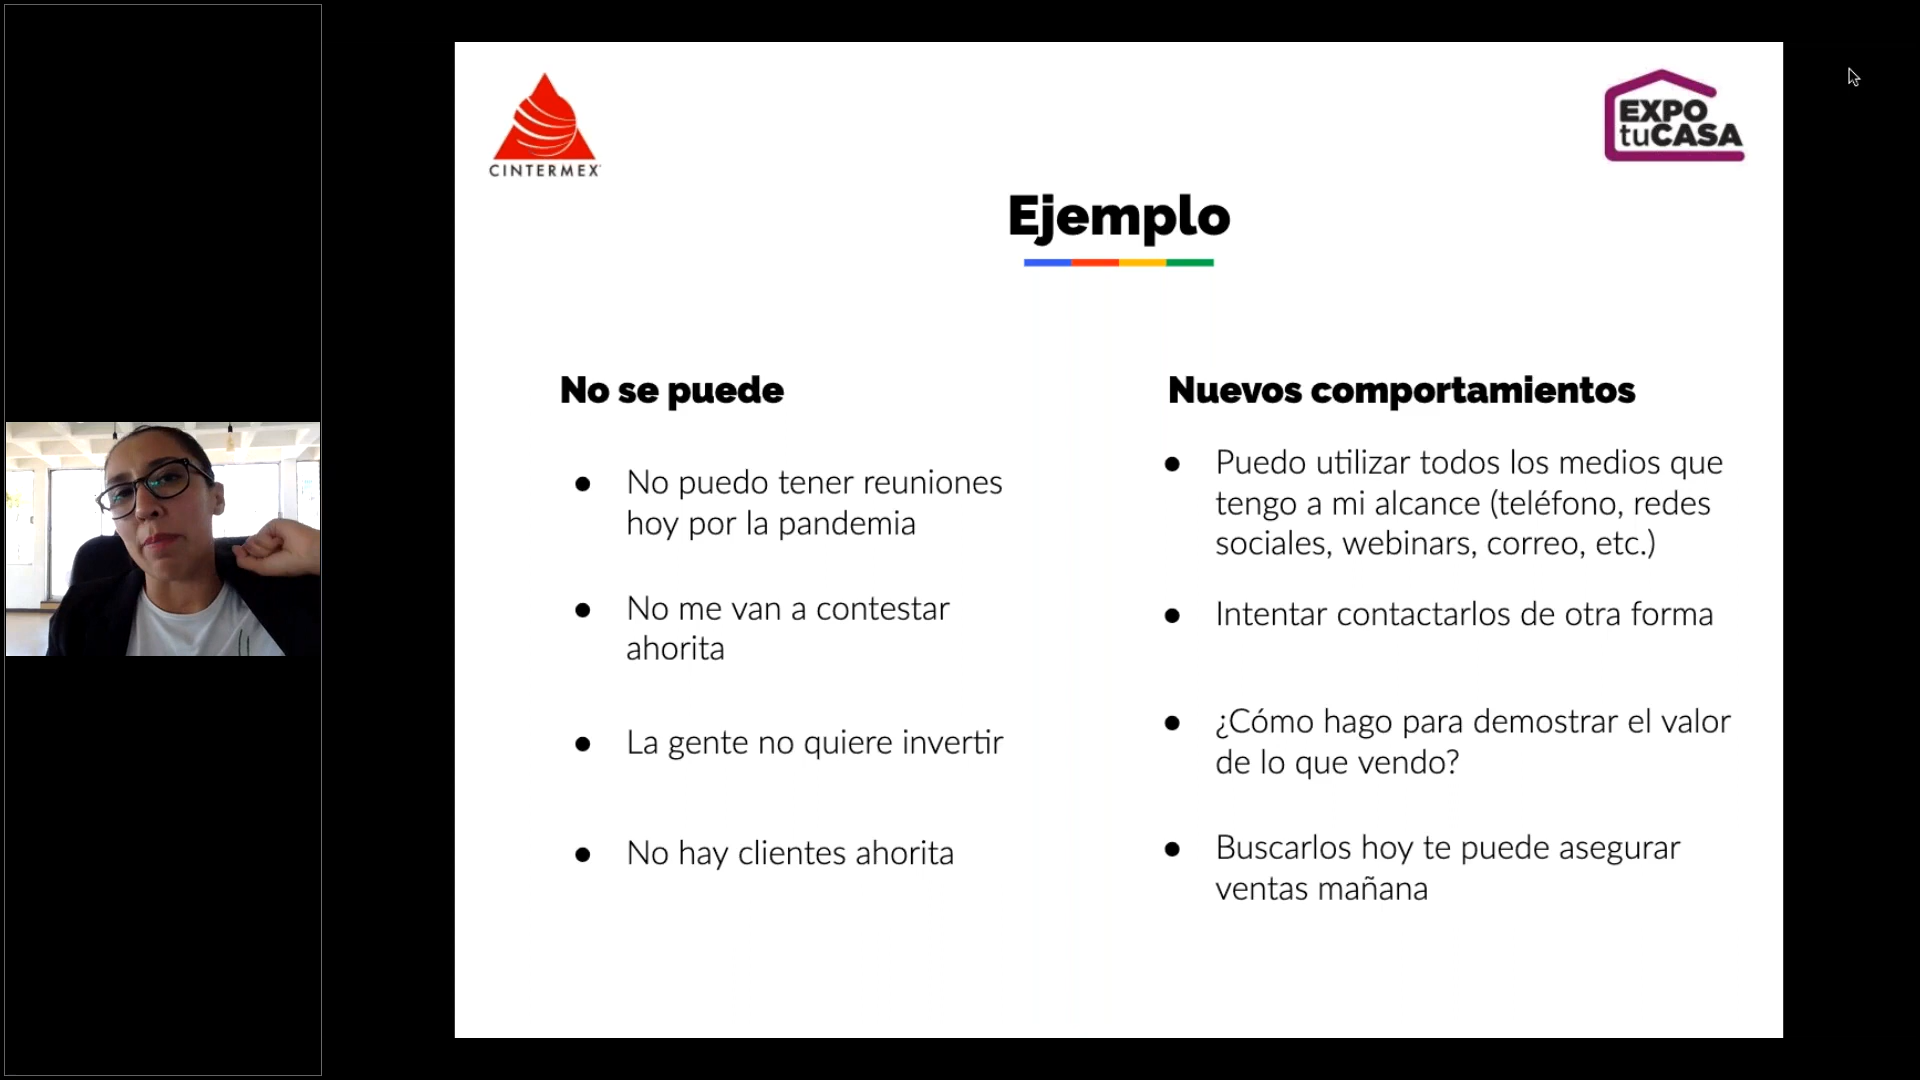 CINTERMEX
EXPO
tuCASA
Ejemplo
No se puede
● No puedo tener reuniones
hoy por la pandemia
● No me van a contestar
ahorita
● La gente no quiere invertir
● No hay clientes ahorita
Nuevos comportamientos
● Puedo utilizar todos los medios que
tengo a mi alcance (teléfono, redes
sociales, webinars, correo, etc.)
● Intentar contactarlos de otra forma
● ¿Cómo hago para demostrar el valor
de lo que vendo?
● Buscarlos hoy te puede asegurar
ventas mañana